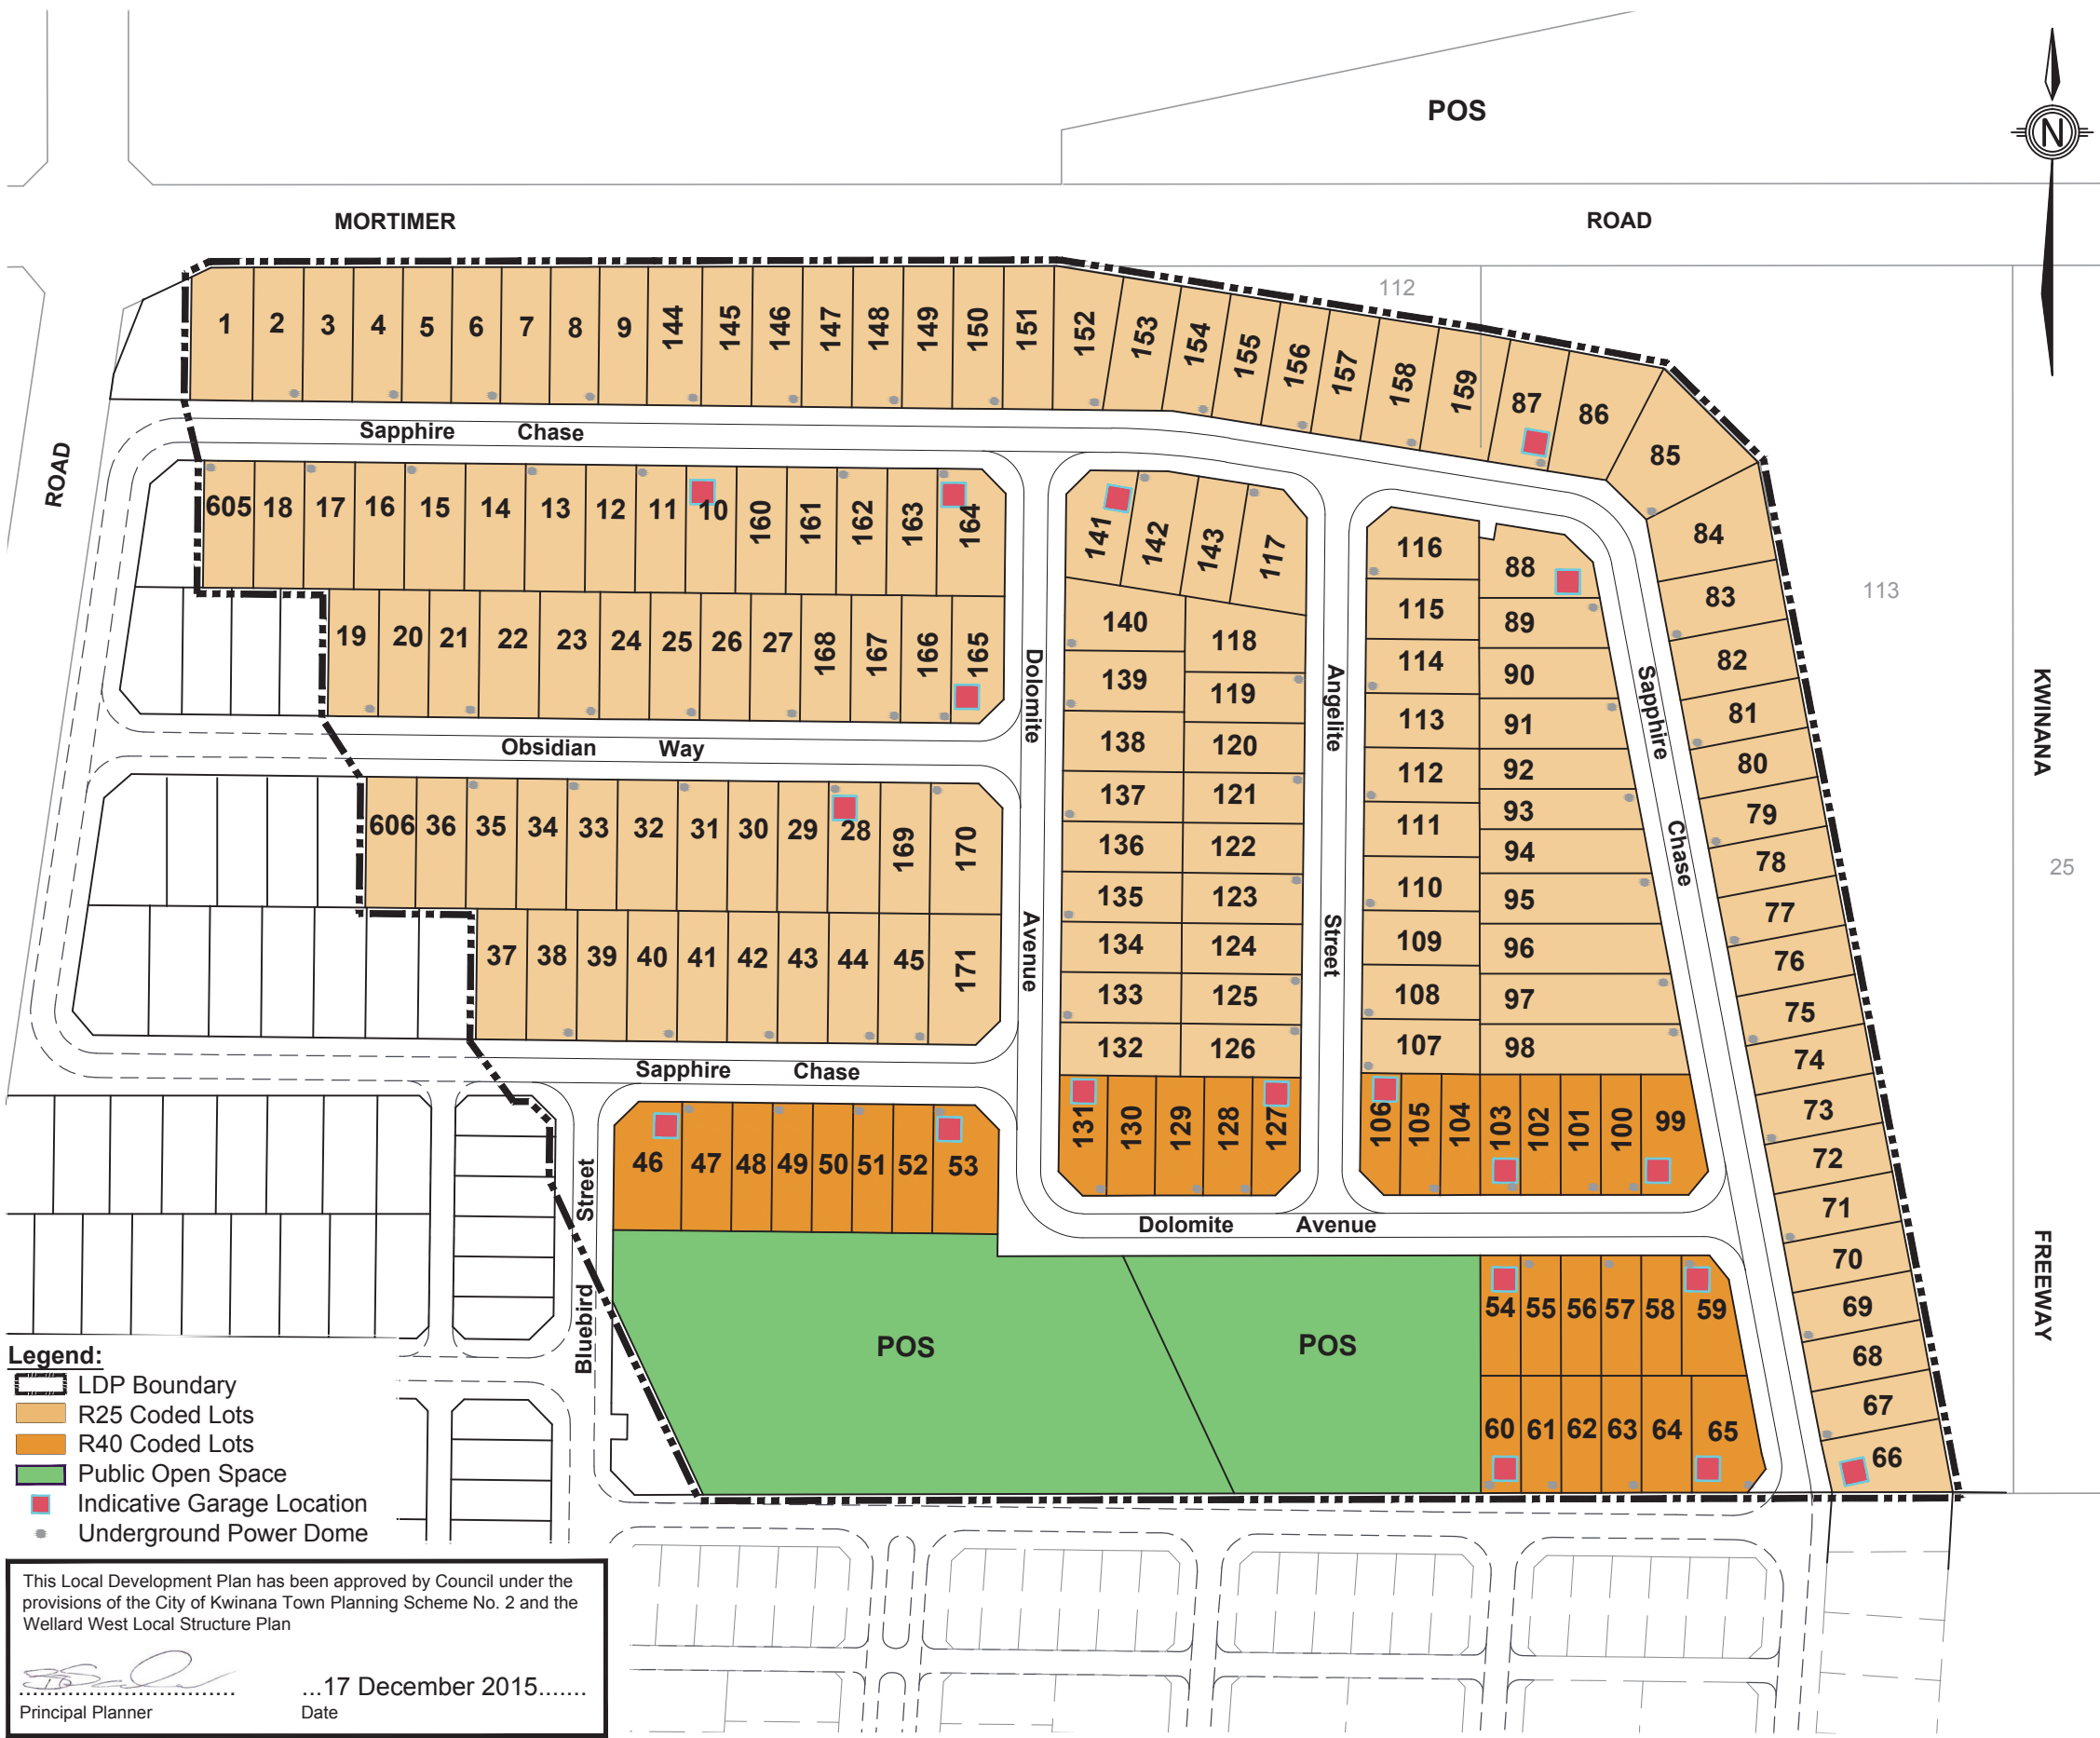 POS
N
MORTIMER ROAD
112
1 2 3 4 5 6 7 8 9 144 145 146 147 148 149 150 151 152 153 154 155 156 157 158 159 87 86
85
Sapphire Chase
ROAD
605 18 17 16 15 14 13 12 11 10 160 161 162 163 164
141 142 143 117
116 88
84
115 89
83
113
19 20 21 22 23 24 25 26 27 168 167 166 165
140 118
139 119
138 120
137 121
136 122
135 123
134 124
133 125
132 126
114 90
113 91
112 92
111 93
94
110 95
109 96
108 97
107 98
82
81
80
79
78
77
76
75
74
73
72
71
70
69
68
67
66
Dolomite
Avenue
Angelite
Street
Sapphire
Chase
KWINANA
25
FREEWAY
Obsidian Way
606 36 35 34 33 32 31 30 29 28 169 170
37 38 39 40 41 42 43 44 45 171
Sapphire Chase
131 130 129 128 127
106 105 104 103 102 101 100 99
46 47 48 49 50 51 52 53
Bluebird Street
Dolomite Avenue
54 55 56 57 58 59
POS
POS
60 61 62 63 64 65
Legend:
LDP Boundary
R25 Coded Lots
R40 Coded Lots
Public Open Space
Indicative Garage Location
Underground Power Dome
This Local Development Plan has been approved by Council under the
provisions of the City of Kwinana Town Planning Scheme No. 2 and the
Wellard West Local Structure Plan
...17 December 2015.......
Principal Planner
Date